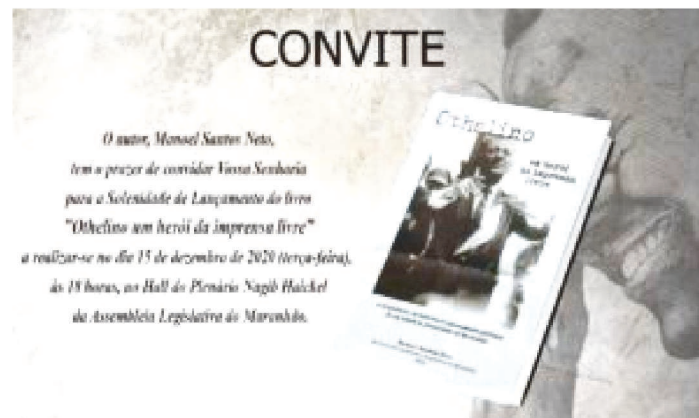 CONVITE
O autor, Manoel Santos Neto,
tem o prazer de convidar Vossa Senhoria
para a Solenidade de Lançamento do livro
"Othelino um herói da imprensa livre"
a realizar-se no dia 15 de dezembro de 2020 (terça-feira),
às 18 horas, no Hall do Plenário Nagib Haickel
da Assembleia Legislativa do Maranhão.
Othelino
um herói
da imprensa
livre